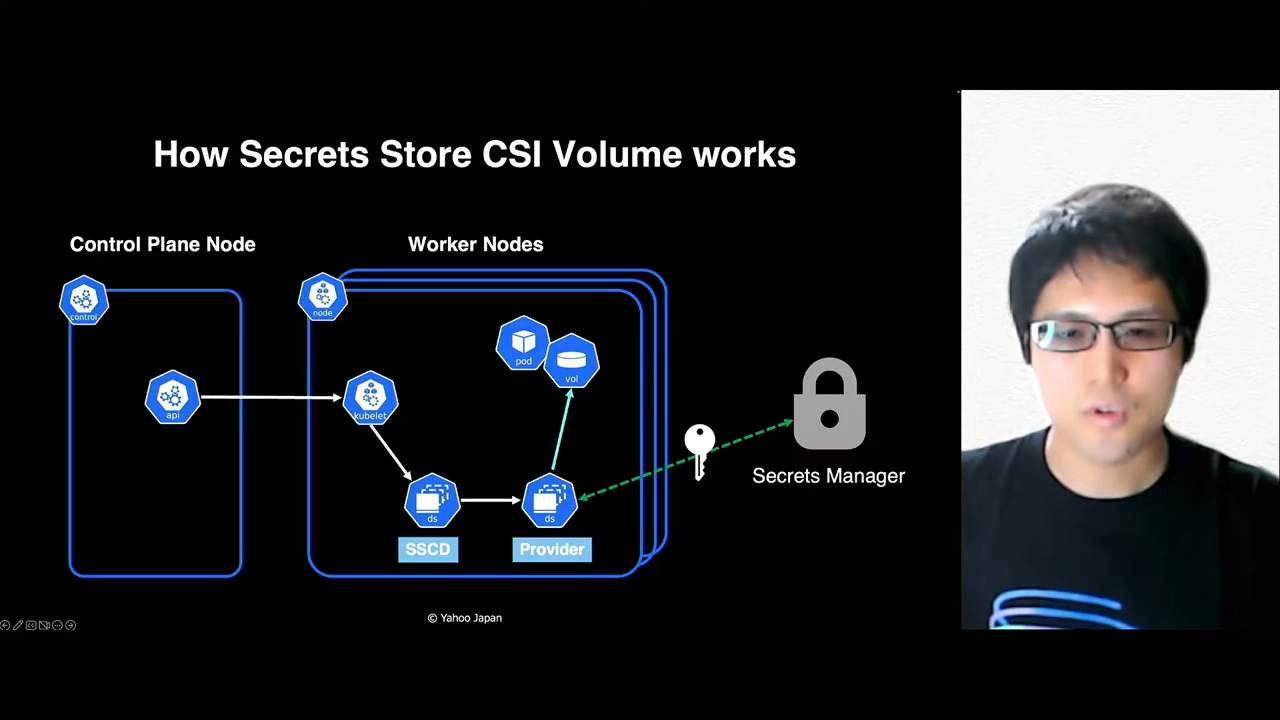 How Secrets Store CSI Volume works
Control Plane Node
Worker Nodes
control
node
pod
vol
api
kubelet
ds
ds
SSCD
Provider
Secrets Manager
© Yahoo Japan